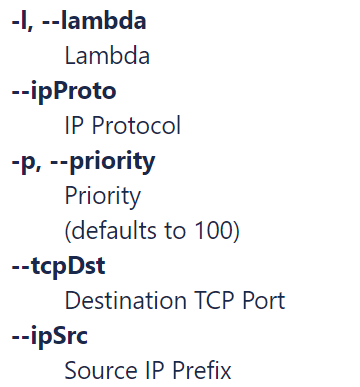 -l, --lambda
Lambda
--ipProto
IP Protocol
-p, --priority
Priority
(defaults to 100)
--tcpDst
Destination TCP Port
--ipSrc
Source IP Prefix